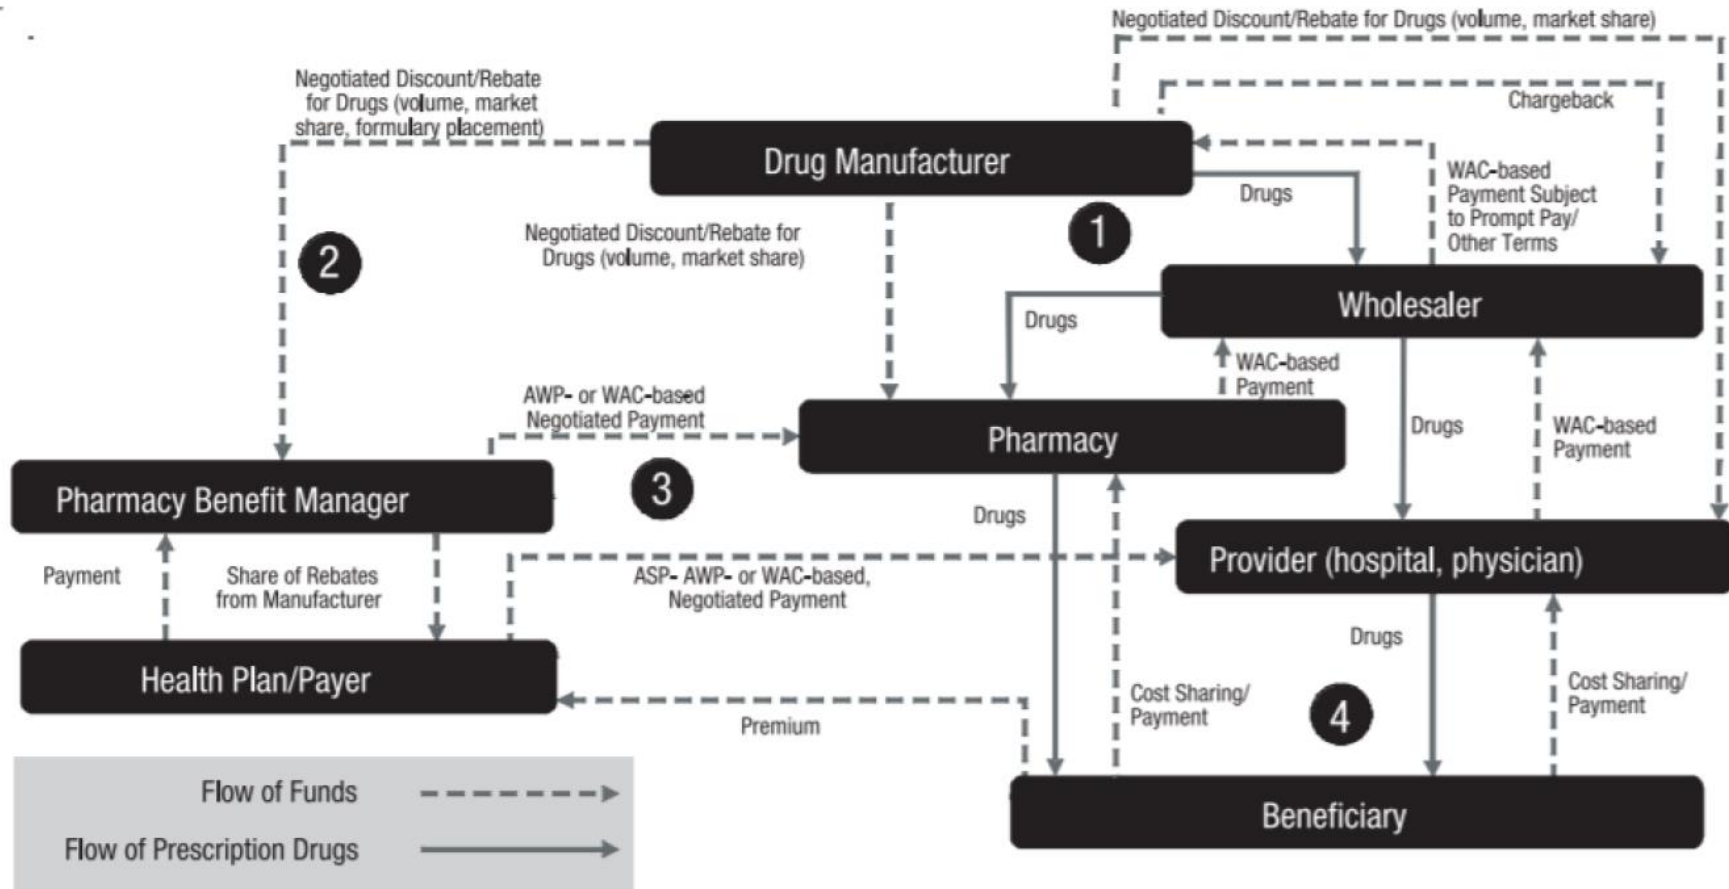 Negotiated Discount/Rebate for Drugs (volume, market share)
Negotiated Discount/Rebate
for Drugs (volume, market
share, formulary placement)
Chargeback
Drug Manufacturer
Drugs
WAC-based
Payment Subject
to Prompt Pay/
Other Terms
1
Negotiated Discount/Rebate for
Drugs (volume, market share)
2
Wholesaler
Drugs
WAC-based
Payment
AWP- or WAC-based
Negotiated Payment
Pharmacy
Drugs
WAC-based
Payment
3
Pharmacy Benefit Manager
Drugs
Provider (hospital, physician)
Payment
Share of Rebates
from Manufacturer
ASP- AWP- or WAC-based,
Negotiated Payment
Drugs
Health Plan/Payer
Cost Sharing/
Payment
4
Cost Sharing/
Payment
Premium
Flow of Funds
Beneficiary
Flow of Prescription Drugs